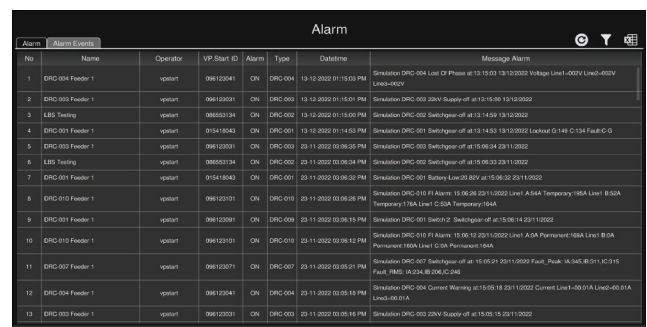 Alarm
Alarm Alarm Events
No Name Operator VP.Start ID Alarm Type Datetime Message Alarm
1 DRC-004 Feeder 1 vpstart 096123041 ON DRC-004 13-12-2022 01:15:03 PM Simulation DRC-004 Lost Of Phase at:13:15:03 13/12/2022 Voltage Line1=002V Line2=002V
Line3=002V
2 DRC-003 Feeder 1 vpstart 096123031 ON DRC-003 13-12-2022 01:15:01 PM Simulation DRC-003 22kV Supply-off at:13:15:00 13/12/2022
3 LBS Testing vpstart 086553134 ON DRC-002 13-12-2022 01:15:00 PM Simulation DRC-002 Switchgear-off at:13:14:59 13/12/2022
4 DRC-001 Feeder 1 vpstart 015418043 ON DRC-001 13-12-2022 01:14:53 PM Simulation DRC-001 Switchgear-off at:13:14:53 13/12/2022 Lockout G:149 C:134 Fault:C-G
5 DRC-003 Feeder 1 vpstart 096123031 ON DRC-003 23-11-2022 03:06:35 PM Simulation DRC-003 Switchgear-off at:15:06:34 23/11/2022
6 LBS Testing vpstart 086553134 ON DRC-002 23-11-2022 03:06:34 PM Simulation DRC-002 Switchgear-off at:15:06:33 23/11/2022
7 DRC-001 Feeder 1 vpstart 015418043 ON DRC-001 23-11-2022 03:06:32 PM Simulation DRC-001 Battery-Low:20.82V at:15:06:32 23/11/2022
8 DRC-010 Feeder 1 vpstart 096123101 ON DRC-010 23-11-2022 03:06:26 PM Simulation DRC-010 FI Alarm: 15:06:26 23/11/2022 Line1 A:54A Temporary:195A Line1 B:52A
Temporary:176A Line1 C:53A Temporary:164A
9 DRC-001 Feeder 1 vpstart 096123091 ON DRC-009 23-11-2022 03:06:15 PM Simulation DRC-001 Switch:2 Switchgear-off at:15:06:14 23/11/2022
10 DRC-010 Feeder 1 vpstart 096123101 ON DRC-010 23-11-2022 03:06:12 PM Simulation DRC-010 FI Alarm: 15:06:12 23/11/2022 Line1 A:0A Permanent:169A Line1 B:0A
Permanent:160A Line1 C:0A Permanent:164A
11 DRC-007 Feeder 1 vpstart 096123071 ON DRC-007 23-11-2022 03:05:21 PM Simulation DRC-007 Switchgear-off at: 15:05:21 23/11/2022 Fault_Peak: IA:345,IB:311,IC:315
Fault_RMS: IA:234,IB:206,IC:246
12 DRC-004 Feeder 1 vpstart 096123041 ON DRC-004 23-11-2022 03:05:18 PM Simulation DRC-004 Current Warning at:15:05:18 23/11/2022 Current Line1=00.01A Line2=00.01A
Line3=00.01A
13 DRC-003 Feeder 1 vpstart 096123031 ON DRC-003 23-11-2022 03:05:16 PM Simulation DRC-003 22kV Supply-off at:15:05:15 23/11/2022